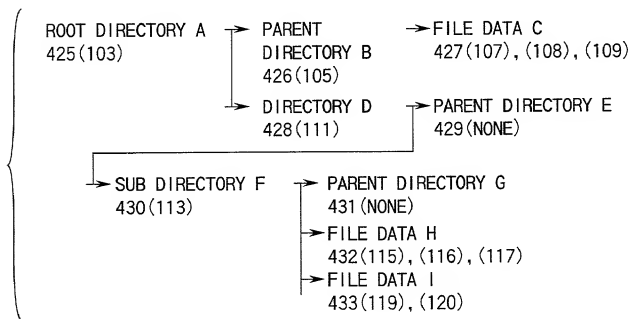 ROOT DIRECTORY A
425(103)
PARENT
DIRECTORY B
426(105)
FILE DATA C
427(107), (108), (109)
DIRECTORY D
428(111)
PARENT DIRECTORY E
429(NONE)
SUB DIRECTORY F
430(113)
PARENT DIRECTORY G
431(NONE)
FILE DATA H
432(115), (116), (117)
FILE DATA I
433(119), (120)